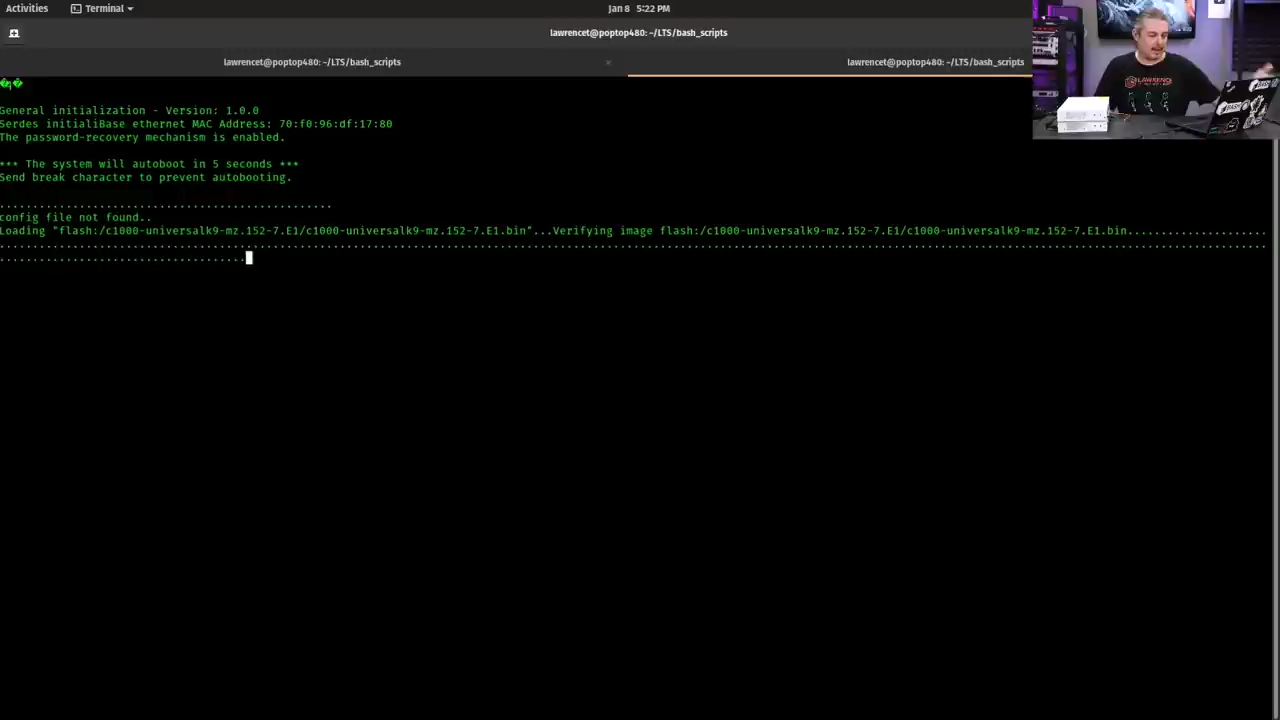 Activities
Terminal
Jan 8 5:22 PM
lawrencet@poptop480: ~/LTS/bash_scripts
lawrencet@poptop480: ~/LTS/bash_scripts
×
lawrencet@poptop480: ~/LTS/bash_scripts
LAWRENCE
General initialization - Version: 1.0.0
Serdes initialiBase ethernet MAC Address: 70:f0:96:df:17:80
The password-recovery mechanism is enabled.
*** The system will autoboot in 5 seconds ***
Send break character to prevent autobooting.
..................................................
config file not found..
Loading "flash:/c1000-universalk9-mz.152-7.E1/c1000-universalk9-mz.152-7.E1.bin"...Verifying image flash:/c1000-universalk9-mz.152-7.E1/c1000-universalk9-mz.152-7.E1.bin.....................
..............................................................................................................................................................................................
.....................................